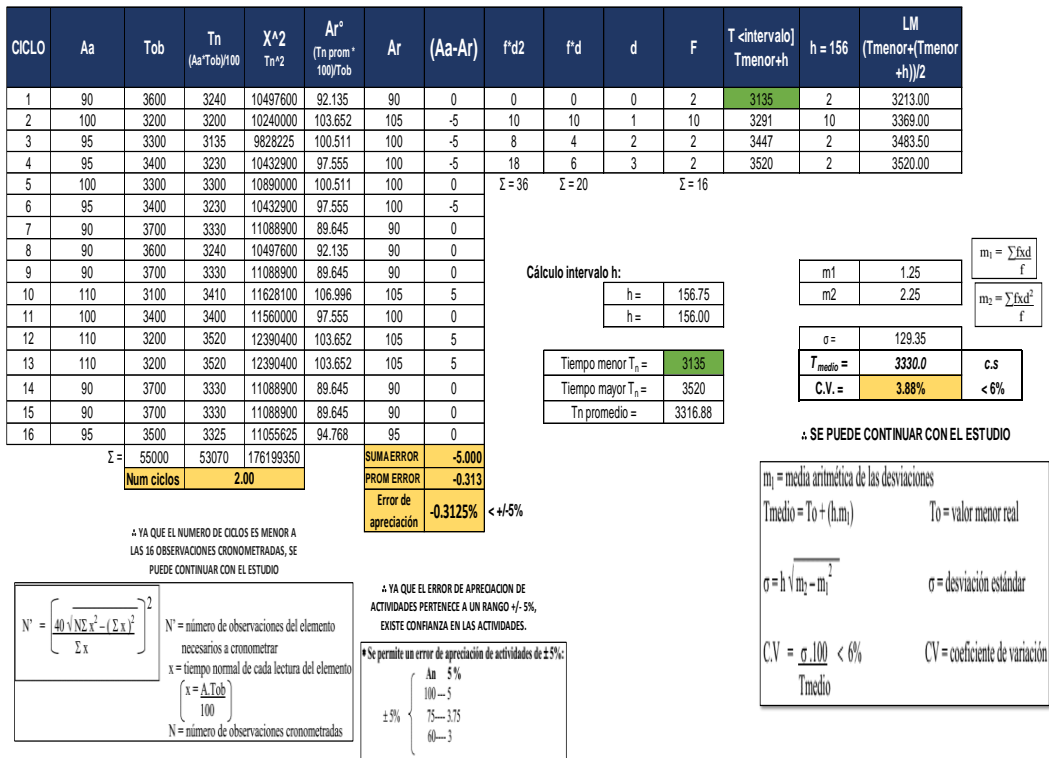 CICLO Aa Tob Tn (Aa*Tob)/100 X^2 Tn^2 Ar° (Tn prom * 100)/Tob Ar (Aa-Ar) f*d2 f*d d F T <intervalo] Tmenor+h h = 156 LM (Tmenor+(Tmenor +h))/2
1 90 3600 3240 10497600 92.135 90 0 0 0 0 2 3135 2 3213.00
2 100 3200 3200 10240000 103.652 105 -5 10 10 1 10 3291 10 3369.00
3 95 3300 3135 9828225 100.511 100 -5 8 4 2 2 3447 2 3483.50
4 95 3400 3230 10432900 97.555 100 -5 18 6 3 2 3520 2 3520.00
5 100 3300 3300 10890000 100.511 100 0 Σ = 36 Σ = 20 Σ = 16
6 95 3400 3230 10432900 97.555 100 -5
7 90 3700 3330 11088900 89.645 90 0
8 90 3600 3240 10497600 92.135 90 0
9 90 3700 3330 11088900 89.645 90 0
10 110 3100 3410 11628100 106.996 105 5
11 100 3400 3400 11560000 97.555 100 0
12 110 3200 3520 12390400 103.652 105 5
13 110 3200 3520 12390400 103.652 105 5
14 90 3700 3330 11088900 89.645 90 0
15 90 3700 3330 11088900 89.645 90 0
16 95 3500 3325 11055625 94.768 95 0
Σ = 55000 53070 176199350 SUMA ERROR -5.000
Num ciclos 2.00 PROM ERROR -0.313
Error de apreciación -0.3125% < +/-5%
Cálculo intervalo h:
h = 156.75
h = 156.00
Tiempo menor Tn = 3135
Tiempo mayor Tn = 3520
Tn promedio = 3316.88
m1 1.25
m2 2.25
m₁ = ∑fxd
f
m₂ = ∑fxd²
f
σ = 129.35
Tmedio = 3330.0 c.s
C.V. = 3.88% < 6%
∴ SE PUEDE CONTINUAR CON EL ESTUDIO
∴ YA QUE EL NUMERO DE CICLOS ES MENOR A
LAS 16 OBSERVACIONES CRONOMETRADAS, SE
PUEDE CONTINUAR CON EL ESTUDIO
N' = (40 √NΣ x² – (Σ x)² / Σ x)²
N' = número de observaciones del elemento
necesarios a cronometrar
x = tiempo normal de cada lectura del elemento
(x = A.Tob
100)
N = número de observaciones cronometradas
∴ YA QUE EL ERROR DE APRECIACION DE
ACTIVIDADES PERTENECE A UN RANGO +/- 5%,
EXISTE CONFIANZA EN LAS ACTIVIDADES.
• Se permite un error de apreciación de actividades de ± 5%:
An 5 %
100 --- 5
± 5% 75---- 3.75
60---- 3
m₁ = media aritmética de las desviaciones
Tmedio = To + (h.m₁) To = valor menor real
σ = h √m₂ – m₁² σ = desviación estándar
C.V = σ .100 < 6% CV = coeficiente de variación
Tmedio